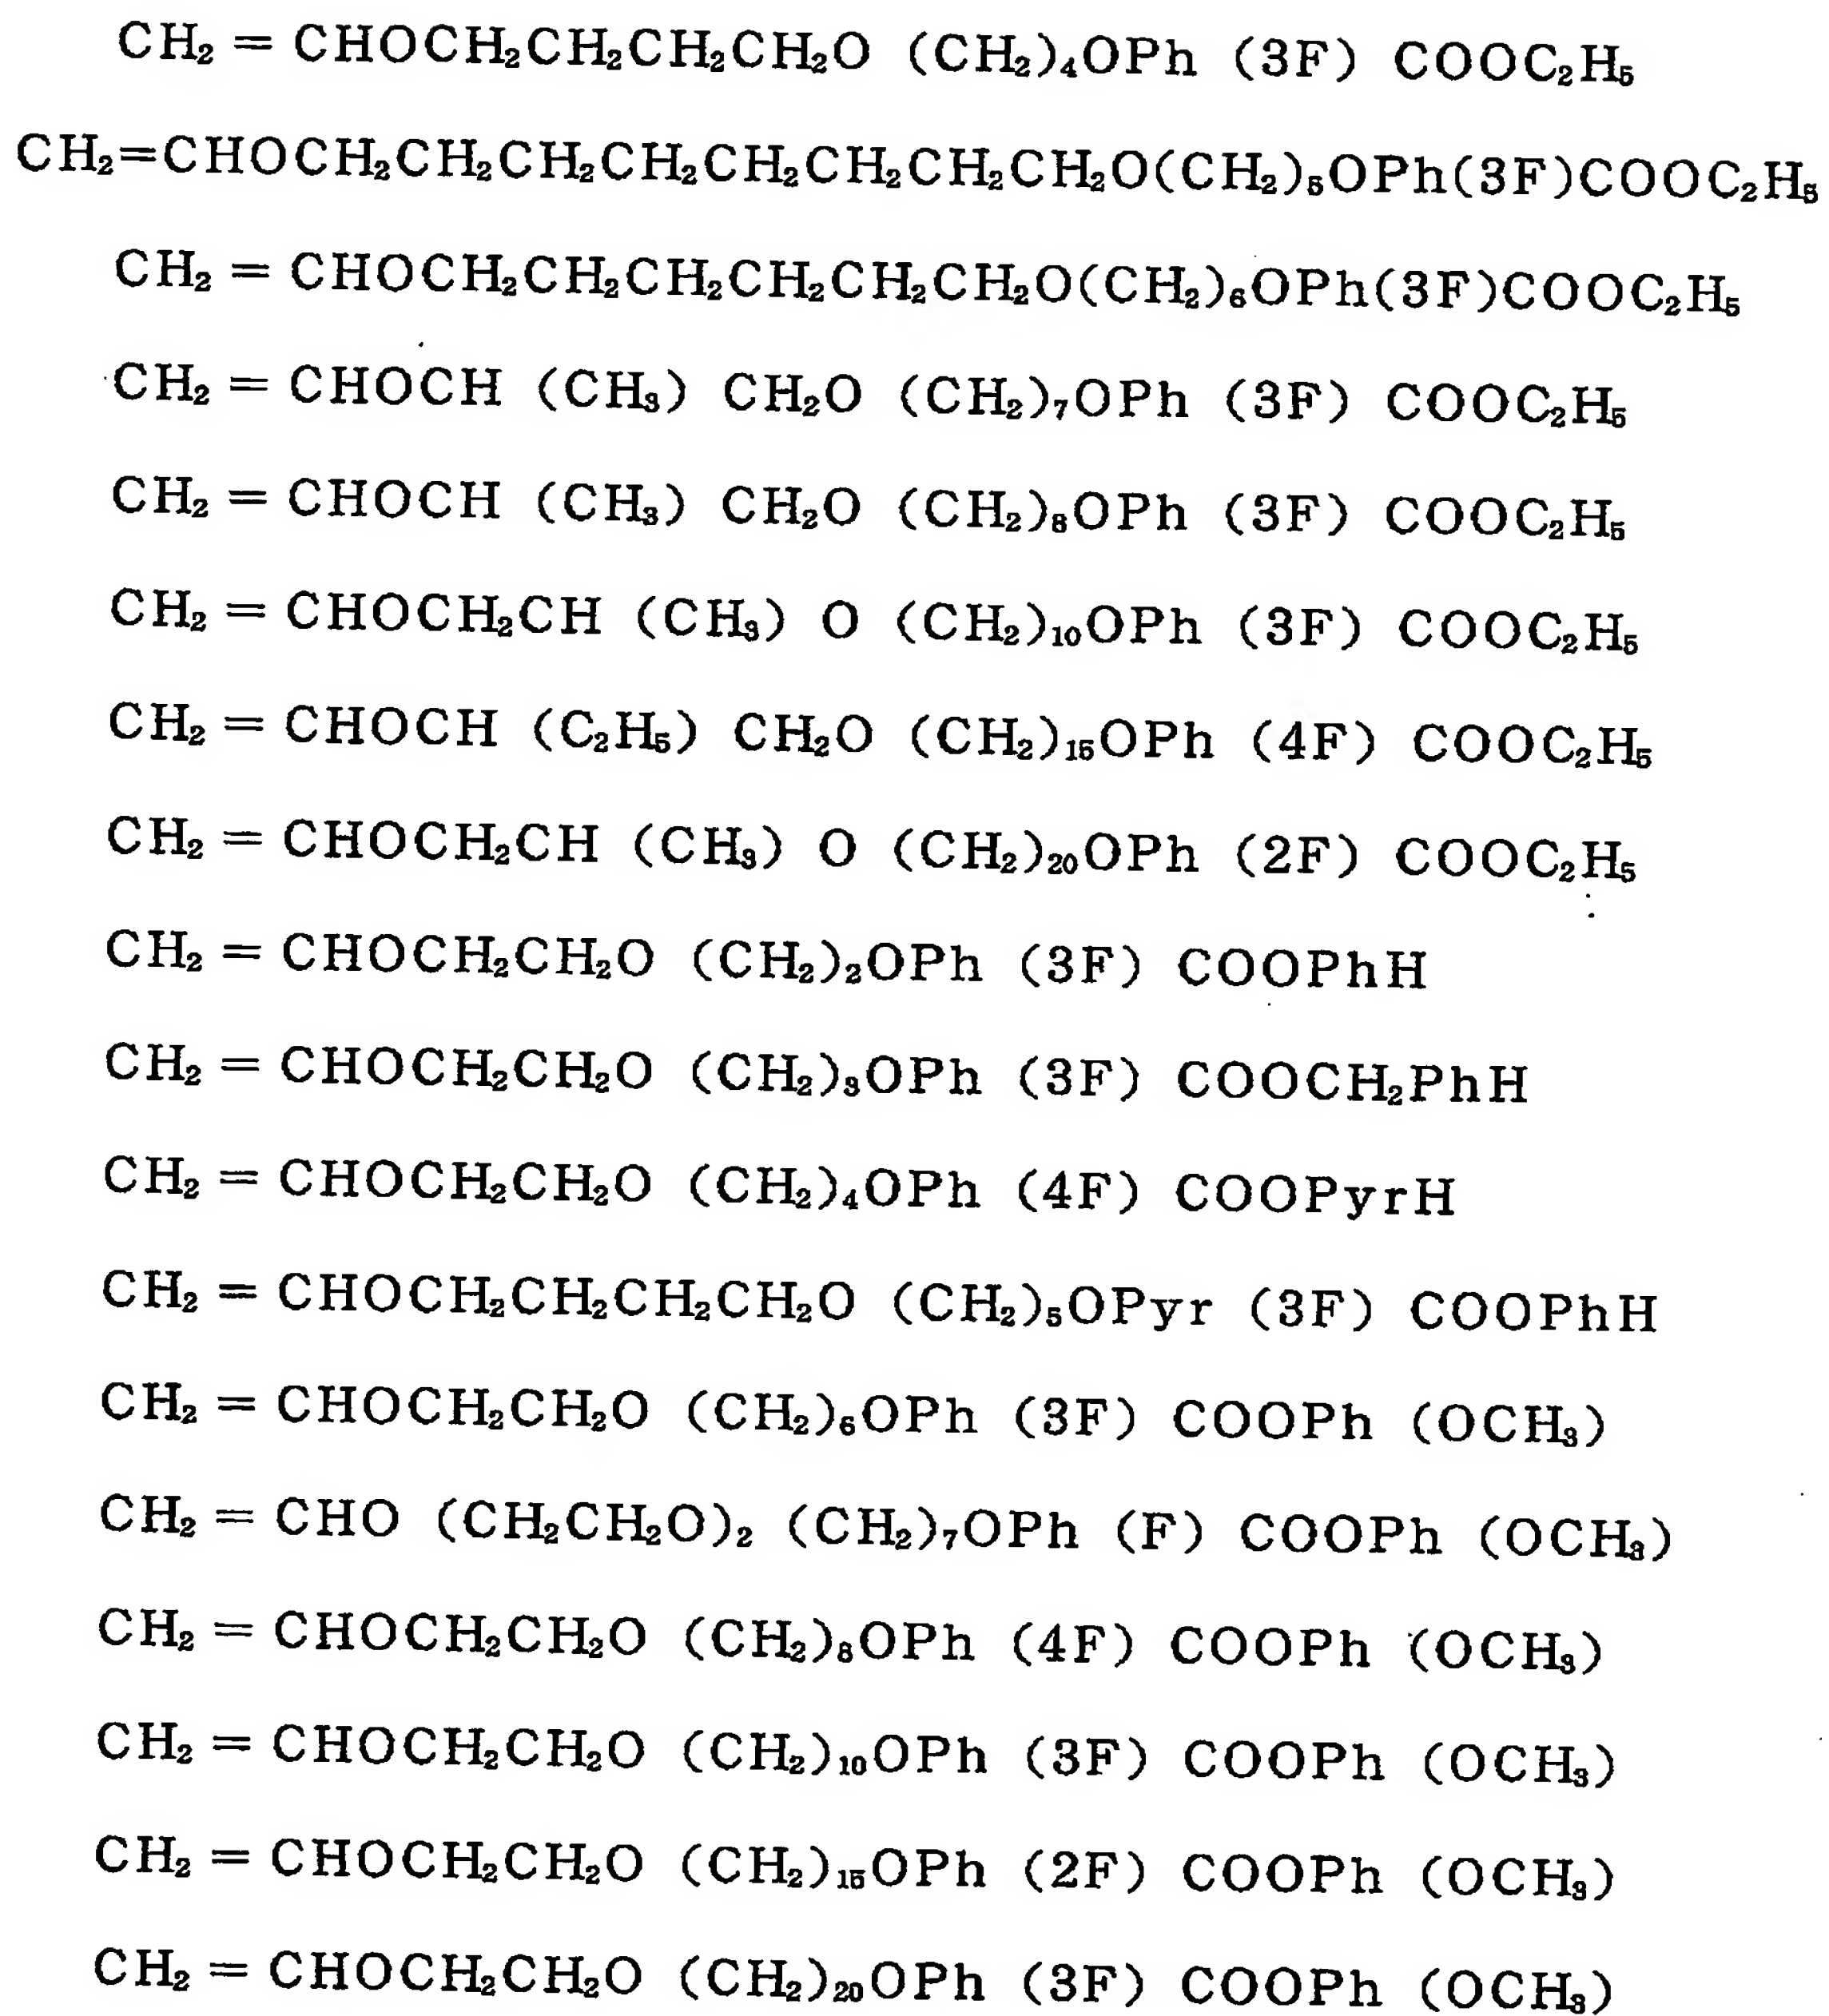 CH₂ = CHOCH₂CH₂CH₂CH₂O (CH₂)₄OPh (3F) COOC₂H₅
CH₂=CHOCH₂CH₂CH₂CH₂CH₂CH₂CH₂CH₂O(CH₂)₅OPh(3F)COOC₂H₅
CH₂ = CHOCH₂CH₂CH₂CH₂CH₂CH₂O(CH₂)₆OPh(3F)COOC₂H₅
CH₂ = CHOCH (CH₃) CH₂O (CH₂)₇OPh (3F) COOC₂H₅
CH₂ = CHOCH (CH₃) CH₂O (CH₂)₈OPh (3F) COOC₂H₅
CH₂ = CHOCH₂CH (CH₃) O (CH₂)₁₀OPh (3F) COOC₂H₅
CH₂ = CHOCH (C₂H₅) CH₂O (CH₂)₁₅OPh (4F) COOC₂H₅
CH₂ = CHOCH₂CH (CH₃) O (CH₂)₂₀OPh (2F) COOC₂H₅
CH₂ = CHOCH₂CH₂O (CH₂)₂OPh (3F) COOPhH
CH₂ = CHOCH₂CH₂O (CH₂)₃OPh (3F) COOCH₂PhH
CH₂ = CHOCH₂CH₂O (CH₂)₄OPh (4F) COOPyrH
CH₂ = CHOCH₂CH₂CH₂CH₂O (CH₂)₅OPyr (3F) COOPhH
CH₂ = CHOCH₂CH₂O (CH₂)₆OPh (3F) COOPh (OCH₃)
CH₂ = CHO (CH₂CH₂O)₂ (CH₂)₇OPh (F) COOPh (OCH₃)
CH₂ = CHOCH₂CH₂O (CH₂)₈OPh (4F) COOPh (OCH₃)
CH₂ = CHOCH₂CH₂O (CH₂)₁₀OPh (3F) COOPh (OCH₃)
CH₂ = CHOCH₂CH₂O (CH₂)₁₅OPh (2F) COOPh (OCH₃)
CH₂ = CHOCH₂CH₂O (CH₂)₂₀OPh (3F) COOPh (OCH₃)